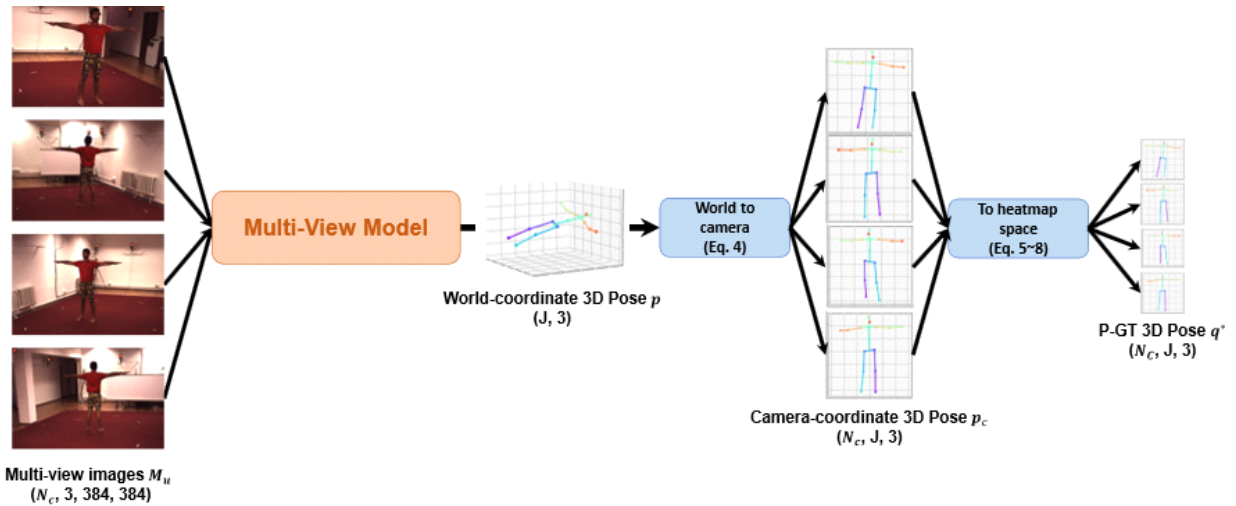 Multi-View Model
World to
camera
(Eq. 4)
To heatmap
space
(Eq. 5~8)
World-coordinate 3D Pose p
(J, 3)
P-GT 3D Pose q*
(N_C, J, 3)
Camera-coordinate 3D Pose p_c
(N_c, J, 3)
Multi-view images M_u
(N_c, 3, 384, 384)